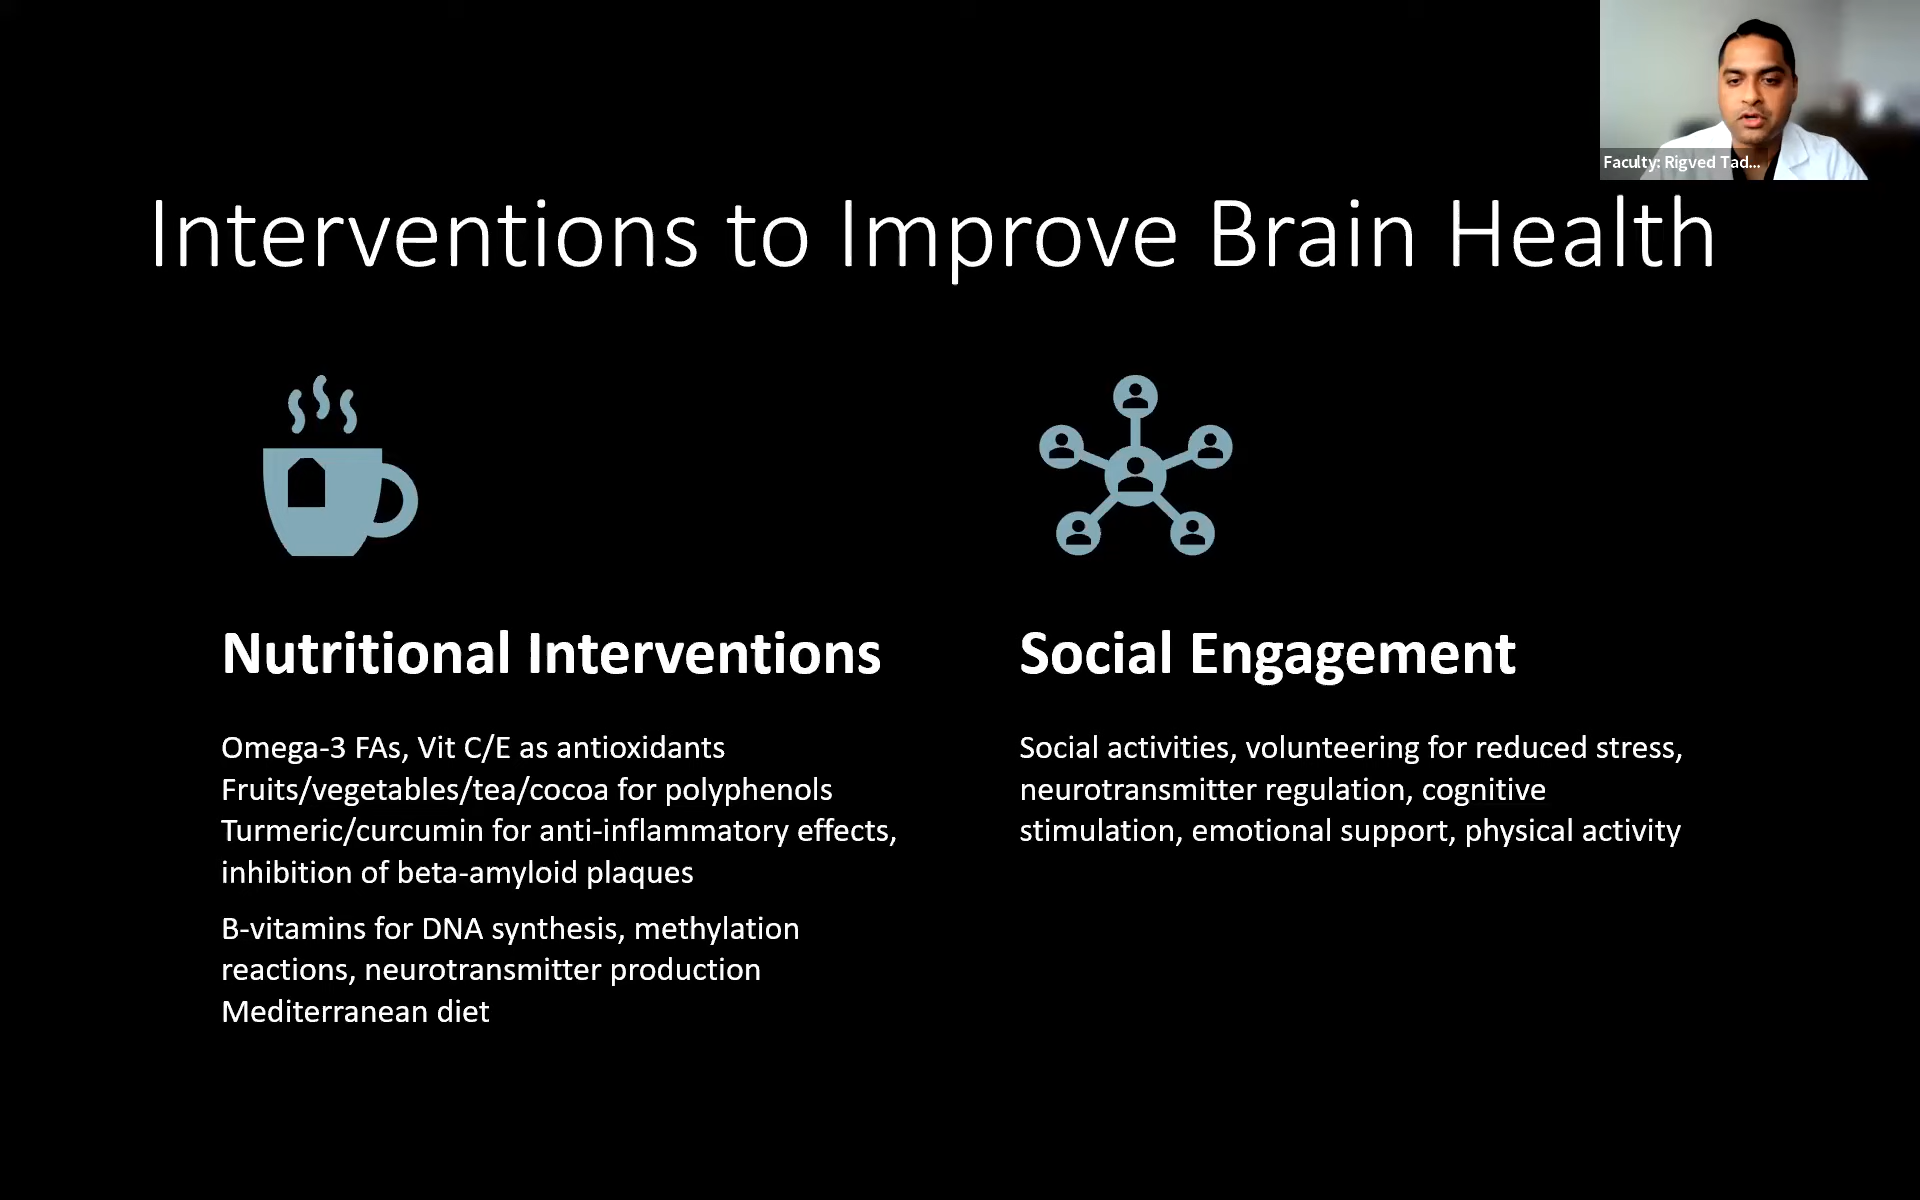 Faculty: Rigved Tad...
Interventions to Improve Brain Health
Nutritional Interventions
Omega-3 FAs, Vit C/E as antioxidants
Fruits/vegetables/tea/cocoa for polyphenols
Turmeric/curcumin for anti-inflammatory effects,
inhibition of beta-amyloid plaques
B-vitamins for DNA synthesis, methylation
reactions, neurotransmitter production
Mediterranean diet
Social Engagement
Social activities, volunteering for reduced stress,
neurotransmitter regulation, cognitive
stimulation, emotional support, physical activity